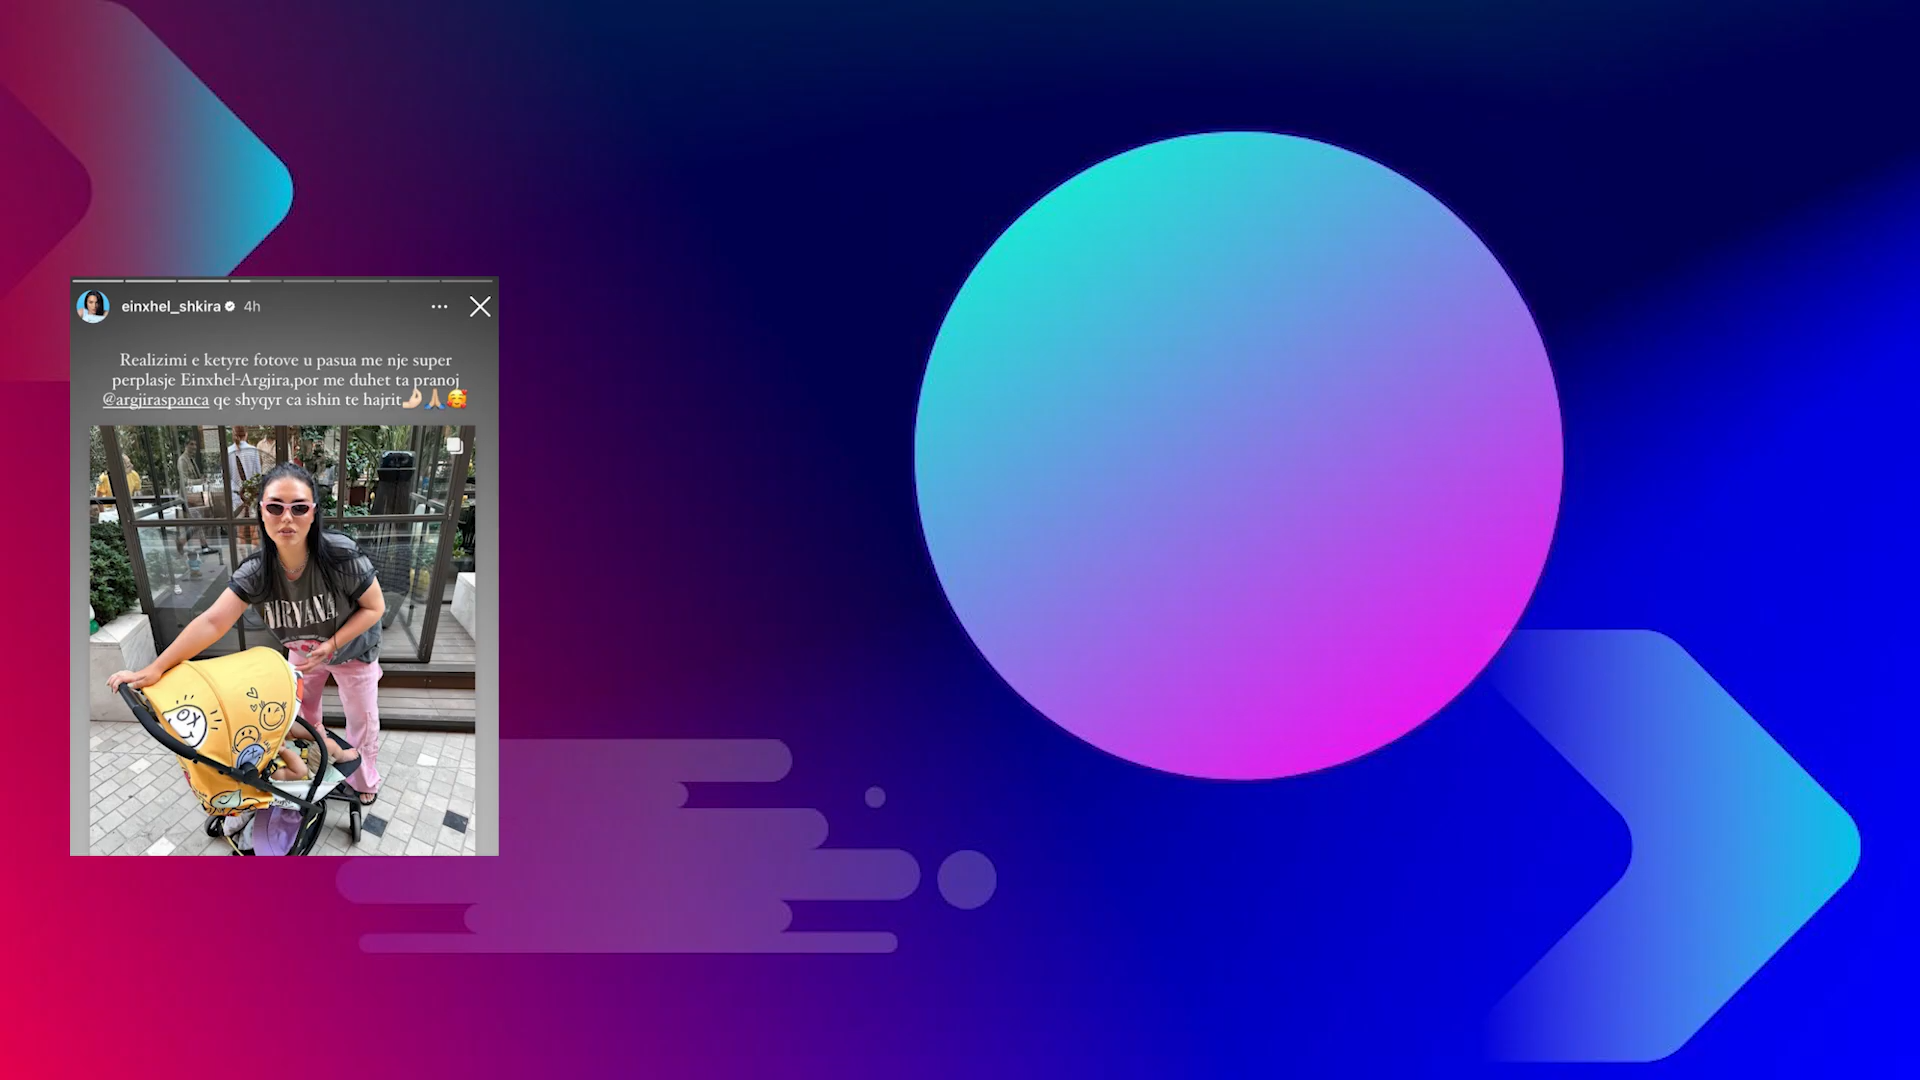 einxhel_shkira 4h
Realizimi e ketyre fotove u pasua me nje super
perplasje Einxhel-Argjira,por me duhet ta pranoj
@argjiraspanca qe shyqyr ca ishin te hajrit👌🏼🙏🏼🥰
NIRVANA